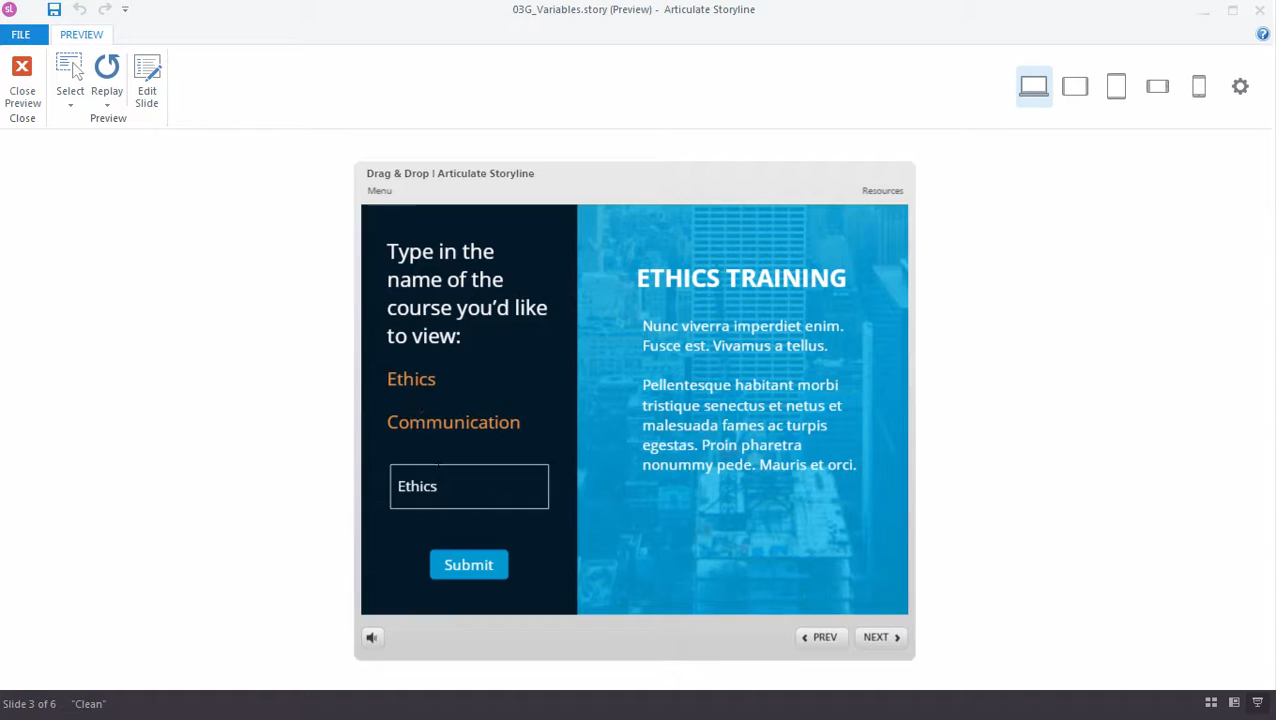 sl
03G_Variables.story (Preview) - Articulate Storyline
FILE
PREVIEW
?
Close Preview
Select
Replay
Edit Slide
Close
Preview
Drag & Drop | Articulate Storyline
Menu
Resources
Type in the
name of the
course you’d like
to view:
Ethics
Communication
Ethics
Submit
ETHICS TRAINING
Nunc viverra imperdiet enim.
Fusce est. Vivamus a tellus.
Pellentesque habitant morbi
tristique senectus et netus et
malesuada fames ac turpis
egestas. Proin pharetra
nonummy pede. Mauris et orci.
PREV
NEXT
Slide 3 of 6
"Clean"